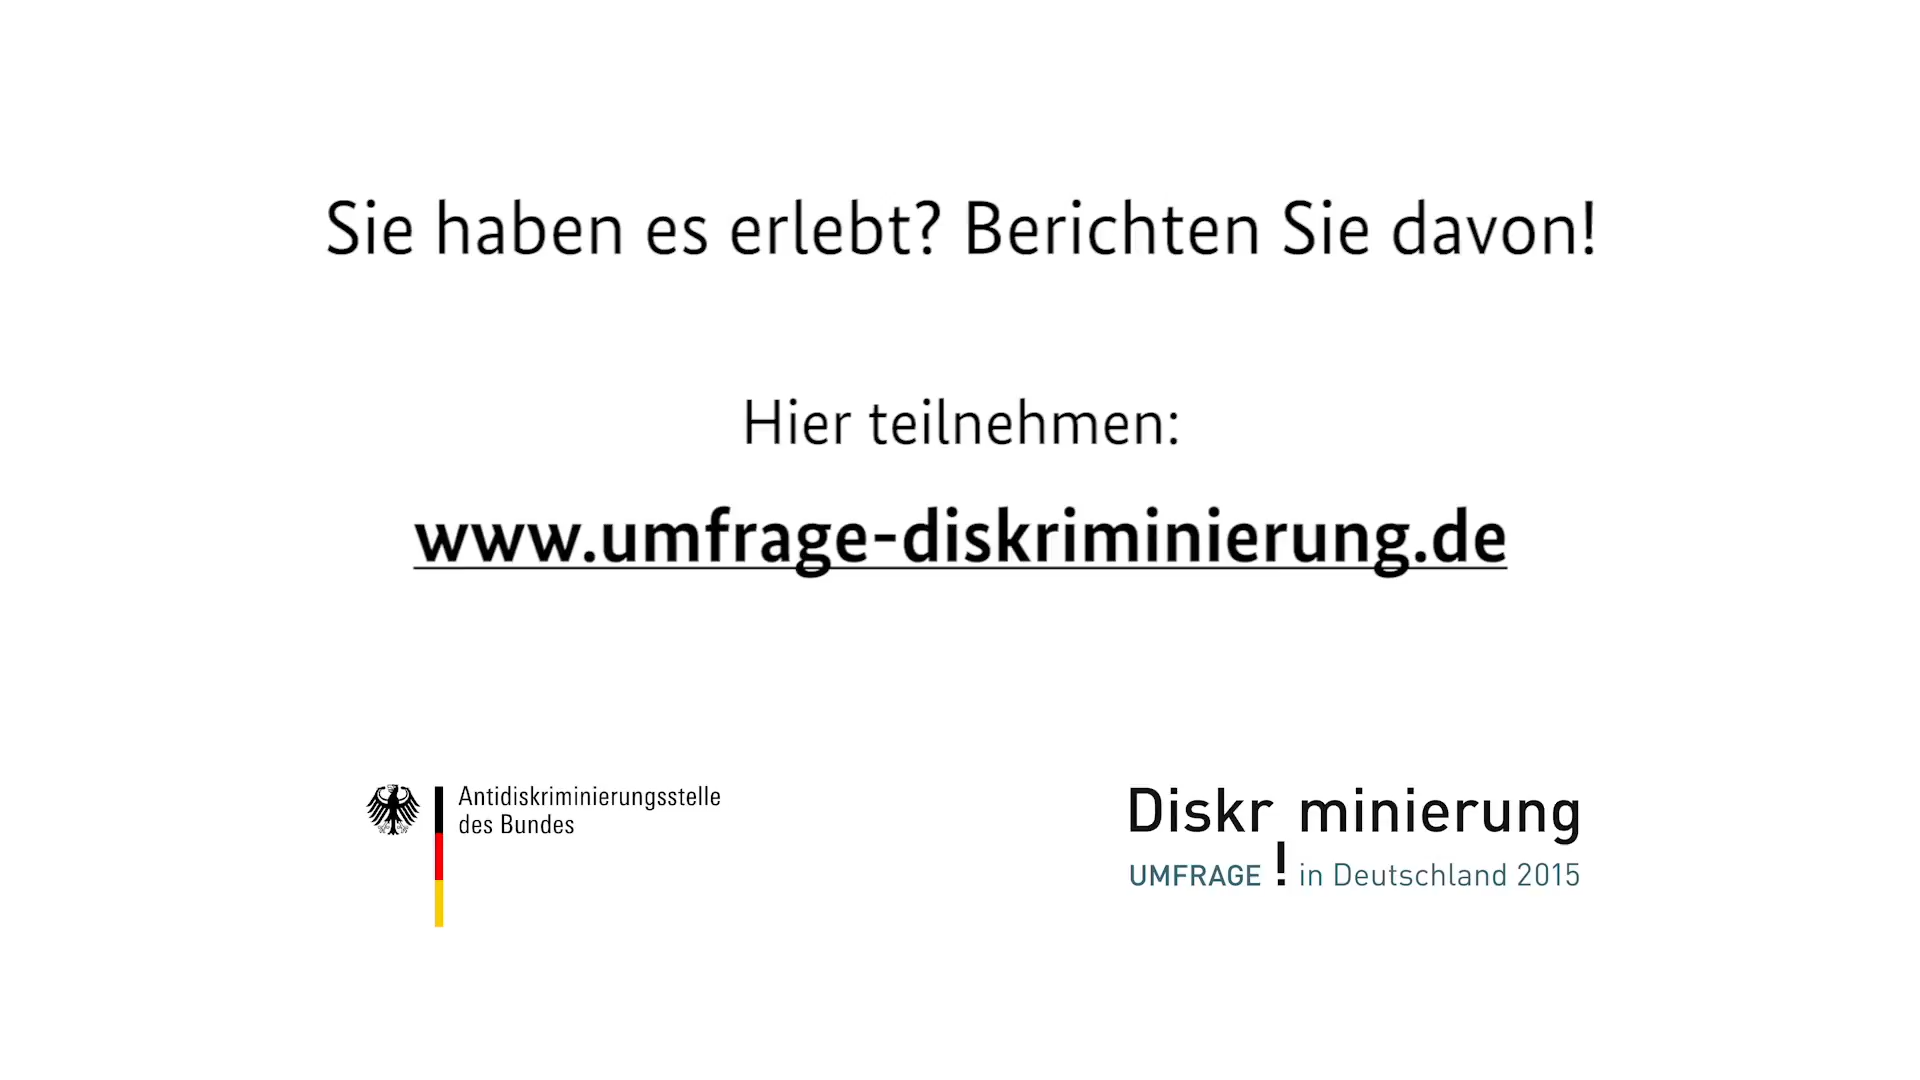 Sie haben es erlebt? Berichten Sie davon!
Hier teilnehmen:
www.umfrage-diskriminierung.de
Antidiskriminierungsstelle
des Bundes
Diskr minierung
UMFRAGE ! in Deutschland 2015